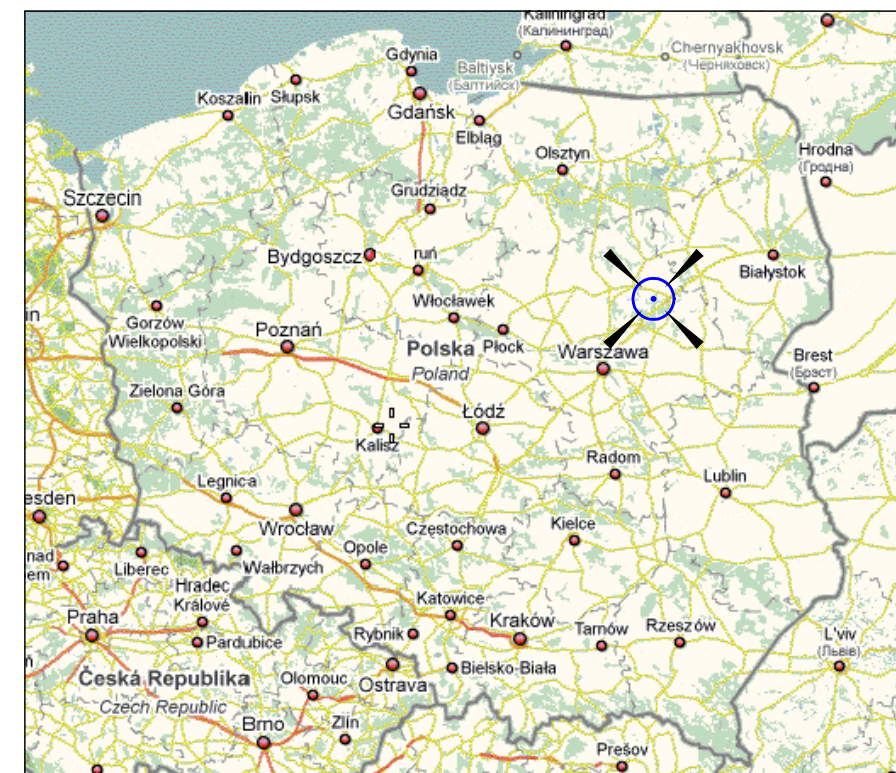 Kaliningrad
(Калининград)
Chernyakhovsk
(Черняховск)
Gdynia
Baltiysk
(Балтийск)
Koszalin
Słupsk
Gdańsk
Elbląg
Olsztyn
Hrodna
(Гродна)
Grudziądz
Szczecin
Bydgoszcz
ruń
Białystok
Włocławek
Gorzów
Wielkopolski
Poznań
Polska
Poland
Płock
Warszawa
Brest
(Брэст)
Zielona Góra
Łódź
Kalisz
Radom
Lublin
Legnica
esden
Wrocław
Częstochowa
Kielce
Opole
nad
em
Liberec
Wałbrzych
Hradec
Králové
Katowice
Praha
Pardubice
Rybnik
Kraków
Tarnów
Rzeszów
L'viv
(Львів)
Česká Republika
Czech Republic
Olomouc
Ostrava
Bielsko-Biała
Brno
Zlín
Prešov